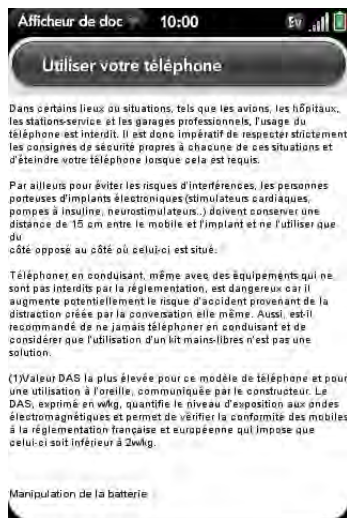 Afficheur de doc 10:00 Ev
Utiliser votre téléphone
Dans certains lieux ou situations, tels que les avions, les hôpitaux,
les stations-service et les garages professionnels, l'usage du
téléphone est interdit. Il est donc impératif de respecter strictement
les consignes de sécurité propres à chacune de ces situations et
d'éteindre votre téléphone lorsque cela est requis.
Par ailleurs pour éviter les risques d'interférences, les personnes
porteuses d'implants électroniques (stimulateurs cardiaques,
pompes à insuline, neurostimulateurs..) doivent conserver une
distance de 15 cm entre le mobile et l'implant et ne l'utiliser que
du
côté opposé au côté où celui-ci est situé.
Téléphoner en conduisant, même avec des équipements qui ne
sont pas interdits par la réglementation, est dangereux car il
augmente potentiellement le risque d'accident provenant de la
distraction créée par la conversation elle même. Aussi, est-il
recommandé de ne jamais téléphoner en conduisant et de
considérer que l'utilisation d'un kit mains-libres n'est pas une
solution.
(1)Valeur DAS la plus élevée pour ce modèle de téléphone et pour
une utilisation à l'oreille, communiquée par le constructeur. Le
DAS, exprimé en w/kg, quantifie le niveau d'exposition aux ondes
électromagnétiques et permet de vérifier la conformité des mobiles
à la réglementation française et européenne qui impose que
celui-ci soit inférieur à 2w/kg.
Manipulation de la batterie